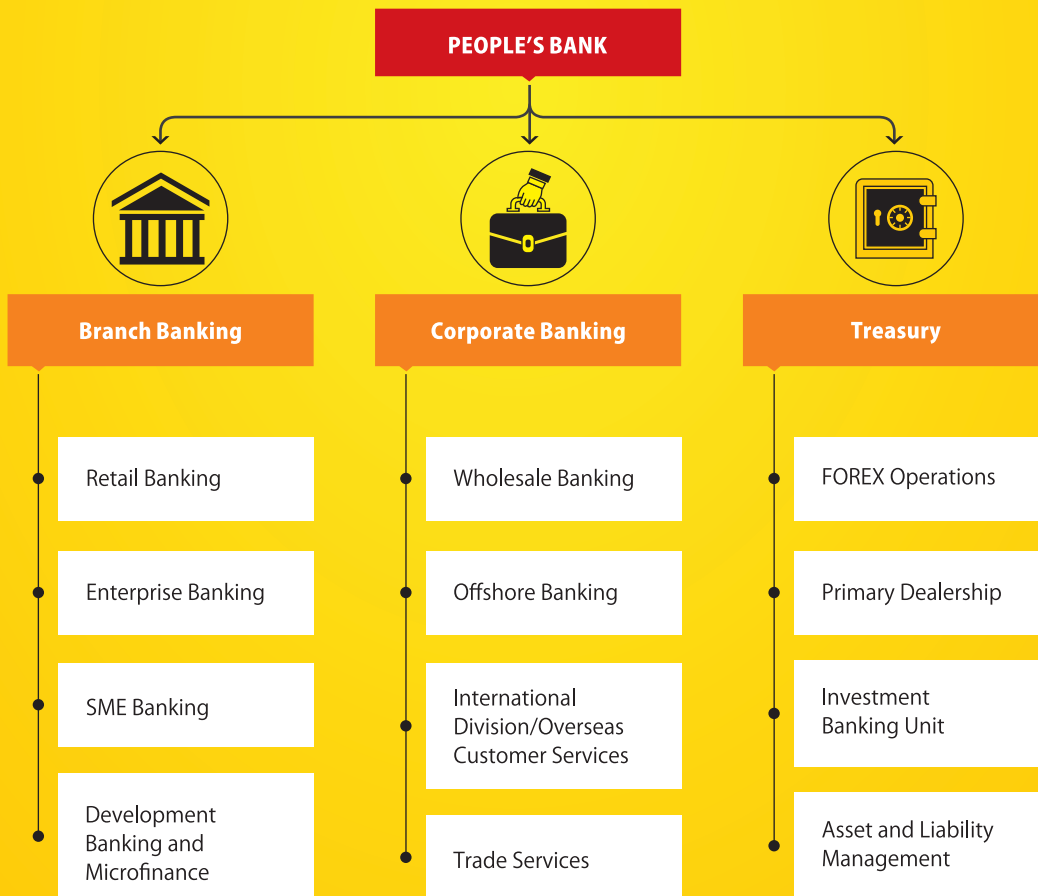 PEOPLE'S BANK
Branch Banking
Retail Banking
Enterprise Banking
SME Banking
Development
Banking and
Microfinance
Corporate Banking
Wholesale Banking
Offshore Banking
International
Division/Overseas
Customer Services
Trade Services
Treasury
FOREX Operations
Primary Dealership
Investment
Banking Unit
Asset and Liability
Management